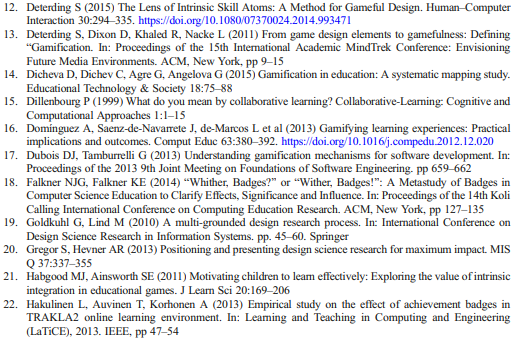 12. Deterding S (2015) The Lens of Intrinsic Skill Atoms: A Method for Gameful Design. Human–Computer
Interaction 30:294–335. https://doi.org/10.1080/07370024.2014.993471
13. Deterding S, Dixon D, Khaled R, Nacke L (2011) From game design elements to gamefulness: Defining
“Gamification. In: Proceedings of the 15th International Academic MindTrek Conference: Envisioning
Future Media Environments. ACM, New York, pp 9–15
14. Dicheva D, Dichev C, Agre G, Angelova G (2015) Gamification in education: A systematic mapping study.
Educational Technology & Society 18:75–88
15. Dillenbourg P (1999) What do you mean by collaborative learning? Collaborative-Learning: Cognitive and
Computational Approaches 1:1–15
16. Domínguez A, Saenz-de-Navarrete J, de-Marcos L et al (2013) Gamifying learning experiences: Practical
implications and outcomes. Comput Educ 63:380–392. https://doi.org/10.1016/j.compedu.2012.12.020
17. Dubois DJ, Tamburrelli G (2013) Understanding gamification mechanisms for software development. In:
Proceedings of the 2013 9th Joint Meeting on Foundations of Software Engineering. pp 659–662
18. Falkner NJG, Falkner KE (2014) “Whither, Badges?” or “Wither, Badges!”: A Metastudy of Badges in
Computer Science Education to Clarify Effects, Significance and Influence. In: Proceedings of the 14th Koli
Calling International Conference on Computing Education Research. ACM, New York, pp 127–135
19. Goldkuhl G, Lind M (2010) A multi-grounded design research process. In: International Conference on
Design Science Research in Information Systems. pp. 45–60. Springer
20. Gregor S, Hevner AR (2013) Positioning and presenting design science research for maximum impact. MIS
Q 37:337–355
21. Habgood MJ, Ainsworth SE (2011) Motivating children to learn effectively: Exploring the value of intrinsic
integration in educational games. J Learn Sci 20:169–206
22. Hakulinen L, Auvinen T, Korhonen A (2013) Empirical study on the effect of achievement badges in
TRAKLA2 online learning environment. In: Learning and Teaching in Computing and Engineering
(LaTiCE), 2013. IEEE, pp 47–54